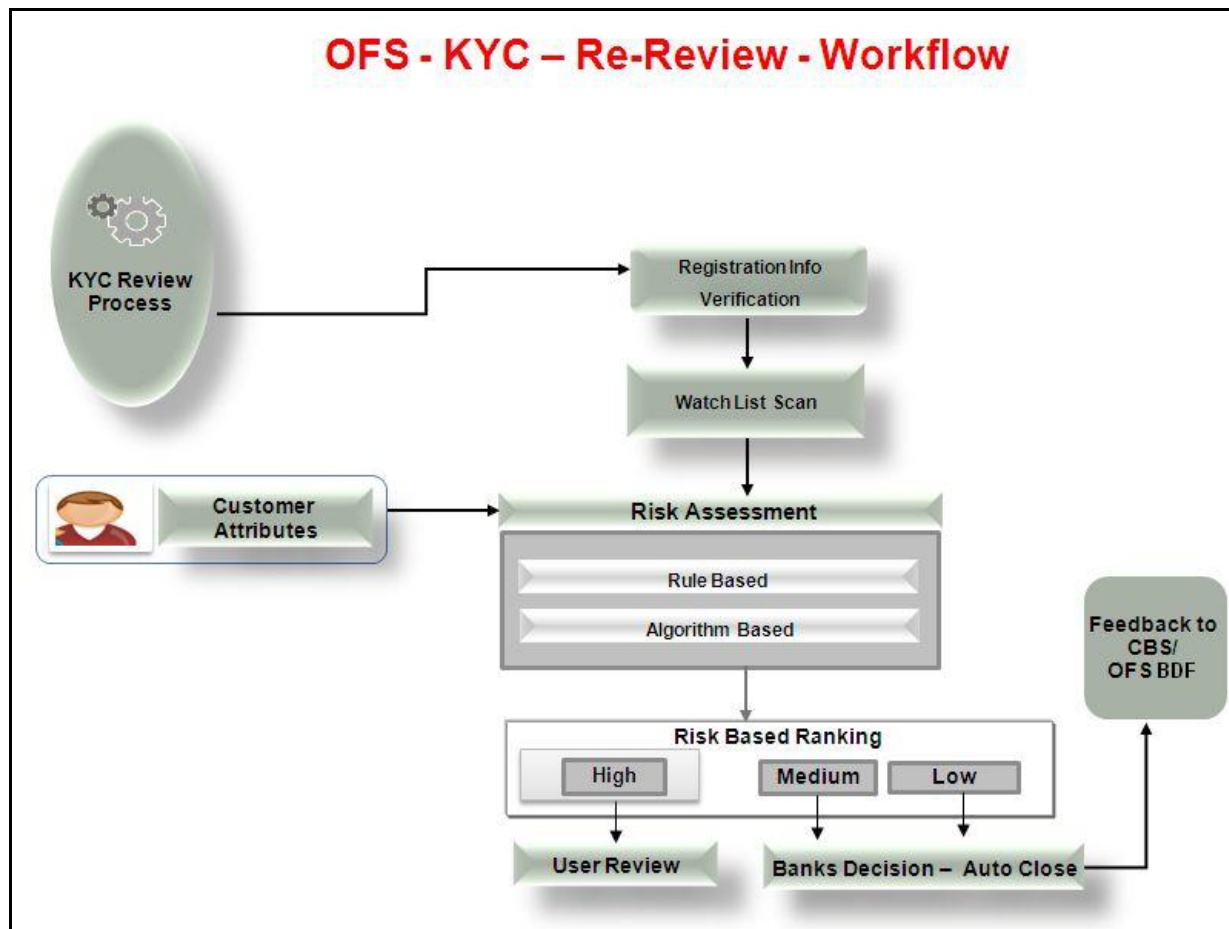 OFS - KYC – Re-Review - Workflow
KYC Review
Process
Registration Info
Verification
Watch List Scan
Customer
Attributes
Risk Assessment
Rule Based
Algorithm Based
Feedback to
CBS/
OFS BDF
Risk Based Ranking
High
Medium
Low
User Review
Banks Decision – Auto Close